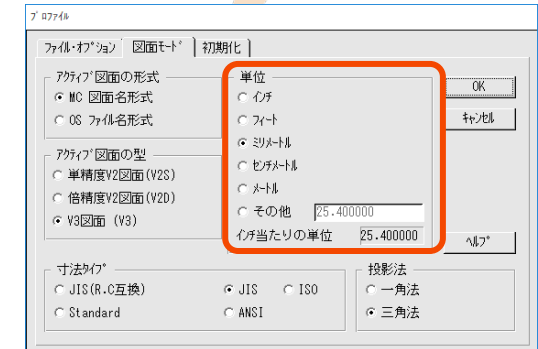 プロファイル
ファイル・オプション 図面モード 初期化
アクティブ図面の形式
MC 図面名形式
OS ファイル名形式
アクティブ図面の型
単精度V2図面(V2S)
倍精度V2図面(V2D)
V3図面 (V3)
単位
インチ
フィート
ミリメートル
センチメートル
メートル
その他 25.400000
インチ当たりの単位 25.400000
OK
キャンセル
ヘルプ
寸法タイプ
JIS(R.C互換) JIS ISO
Standard ANSI
投影法
一角法
三角法